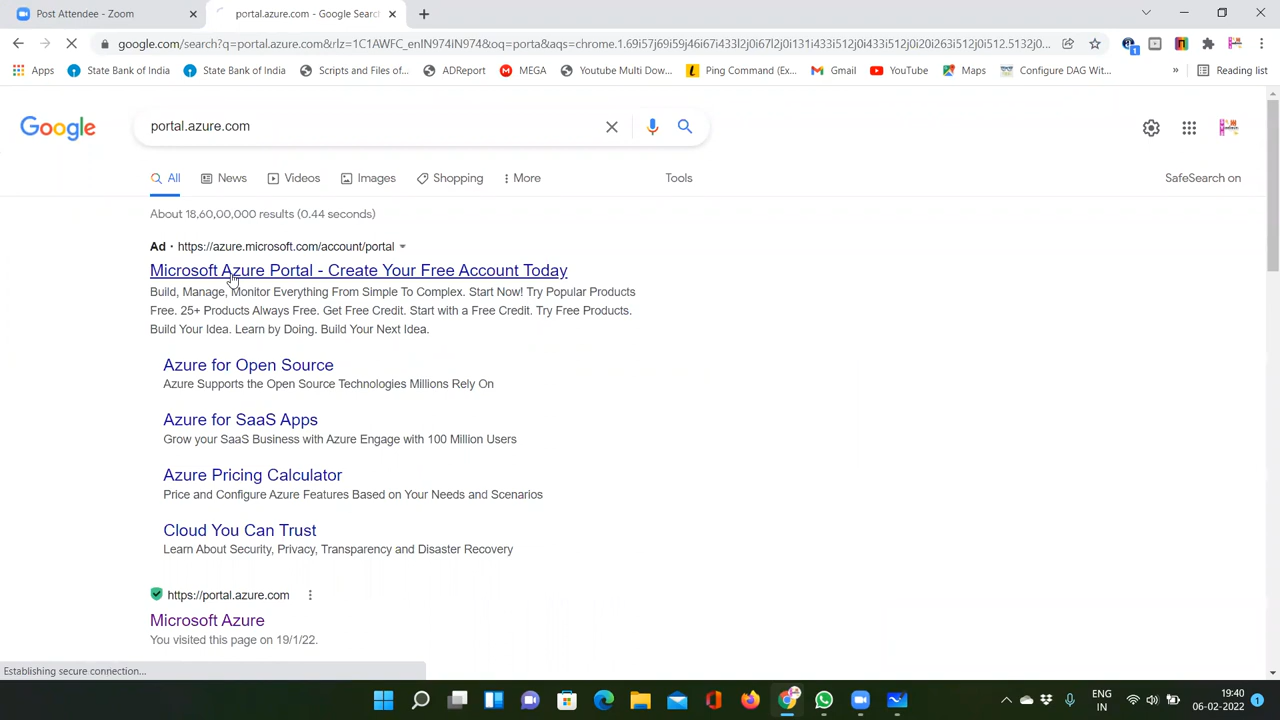 Post Attendee - Zoom
portal.azure.com - Google Searc
google.com/search?q=portal.azure.com&rlz=1C1AWFC_enIN974IN974&oq=porta&aqs=chrome.1.69i57j69i59j46i67i433l2j0i67l2j0i131i433i512j0i20i263i512j0i512.5132j0...
1
Apps
State Bank of India
State Bank of India
Scripts and Files of...
ADReport
MEGA
Youtube Multi Dow...
Ping Command (Ex...
Gmail
YouTube
Maps
Configure DAG Wit...
»
Reading list
Google
portal.azure.com
All
News
Videos
Images
Shopping
More
Tools
SafeSearch on
About 18,60,00,000 results (0.44 seconds)
Ad · https://azure.microsoft.com/account/portal
Microsoft Azure Portal - Create Your Free Account Today
Build, Manage, Monitor Everything From Simple To Complex. Start Now! Try Popular Products
Free. 25+ Products Always Free. Get Free Credit. Start with a Free Credit. Try Free Products.
Build Your Idea. Learn by Doing. Build Your Next Idea.
Azure for Open Source
Azure Supports the Open Source Technologies Millions Rely On
Azure for SaaS Apps
Grow your SaaS Business with Azure Engage with 100 Million Users
Azure Pricing Calculator
Price and Configure Azure Features Based on Your Needs and Scenarios
Cloud You Can Trust
Learn About Security, Privacy, Transparency and Disaster Recovery
https://portal.azure.com
Microsoft Azure
You visited this page on 19/1/22.
Establishing secure connection...
ENG
IN
19:40
06-02-2022
1